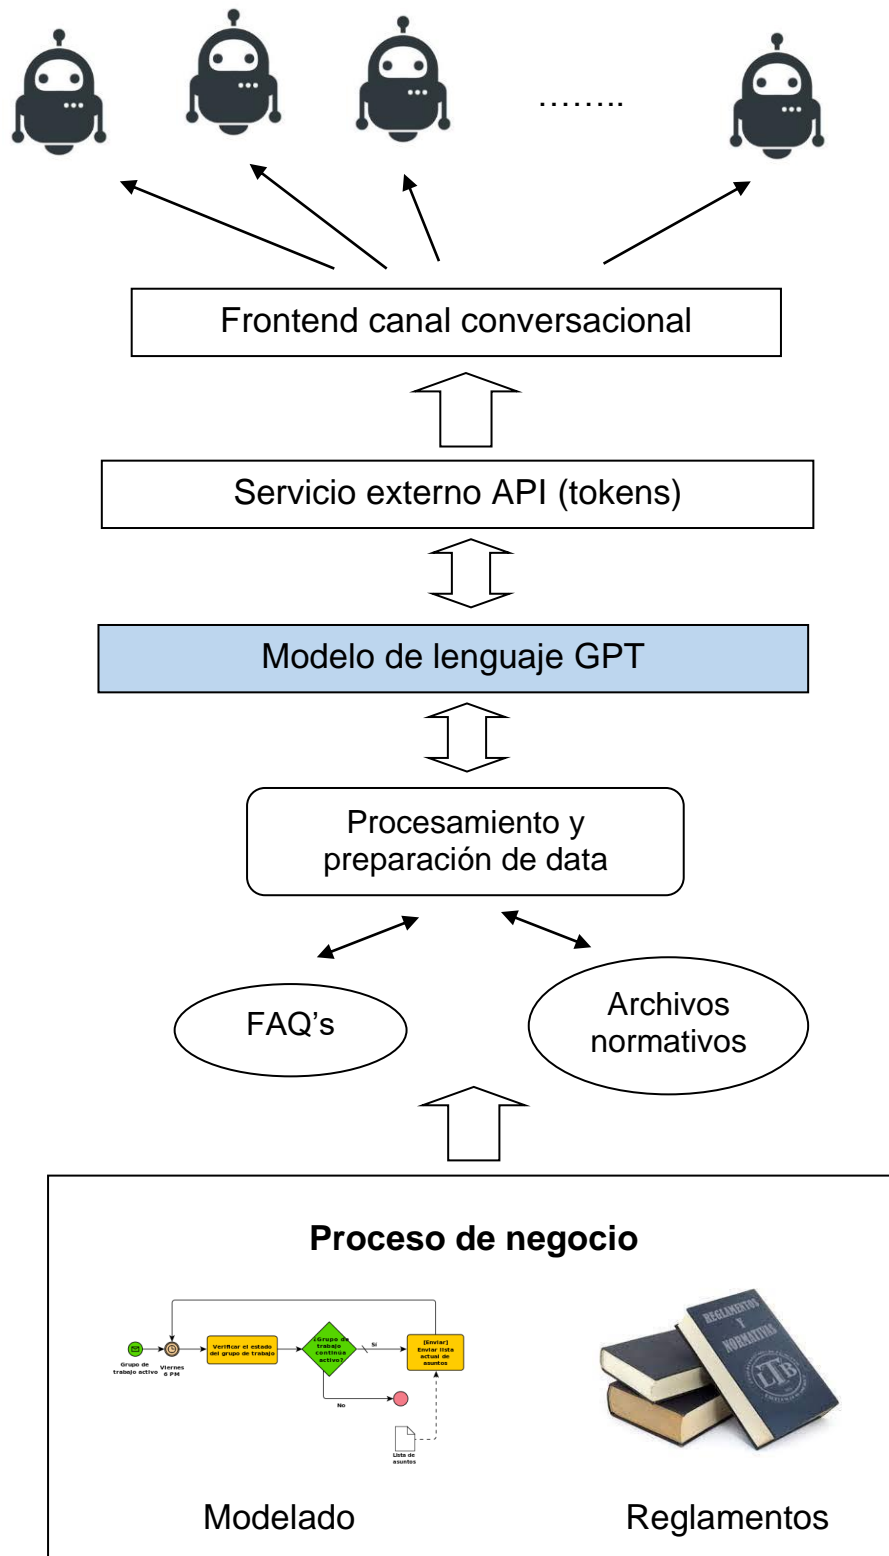 ........
Frontend canal conversacional
Servicio externo API (tokens)
Modelo de lenguaje GPT
Procesamiento y
preparación de data
FAQ’s
Archivos
normativos
Proceso de negocio
Grupo de
trabajo activo
Viernes
6 PM
Verificar el estado
del grupo de trabajo
¿Grupo de
trabajo
continúa
activo?
Si
No
[Enviar]
Enviar lista
actual de
asuntos
Lista de
asuntos
REGLAMENTOS
Y
NORMATIVAS
LTB
Modelado
Reglamentos